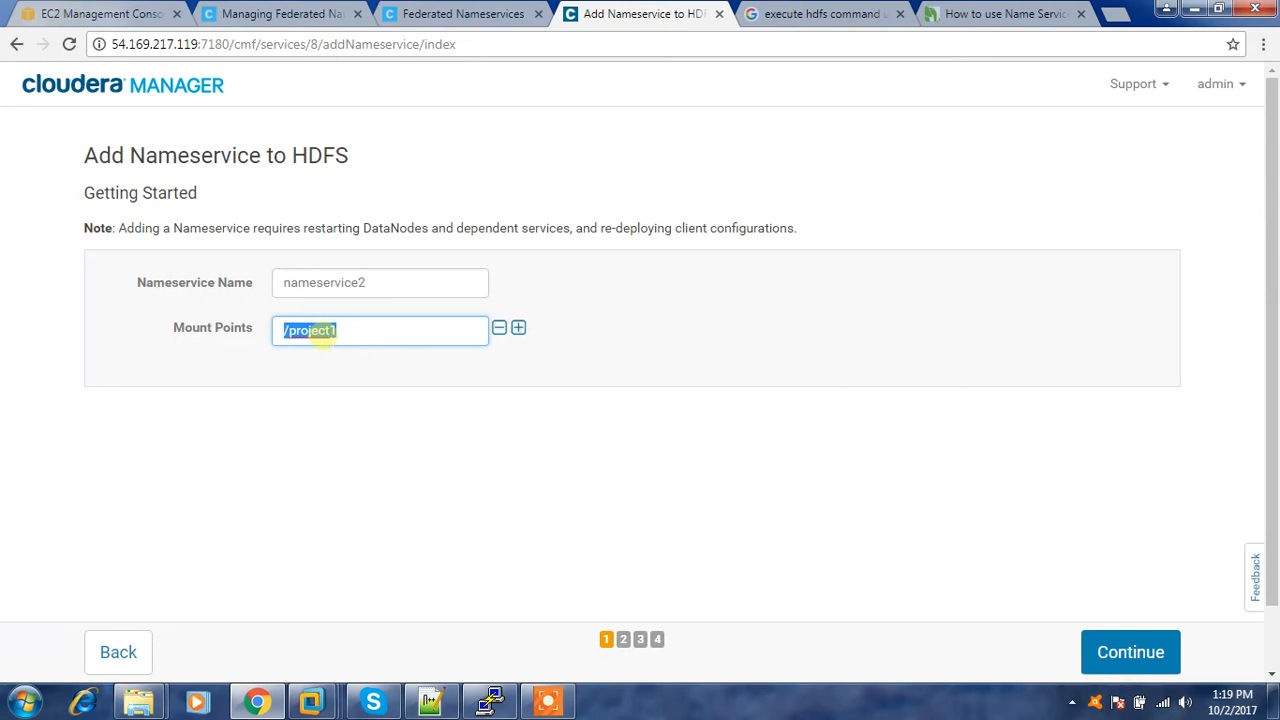 EC2 Management Conso
Managing Federated Na
Federated Nameservices
Add Nameservice to HDF
execute hdfs command u
How to use Name Servic
54.169.217.119:7180/cmf/services/8/addNameservice/index
cloudera MANAGER
Support
admin
Add Nameservice to HDFS
Getting Started
Note: Adding a Nameservice requires restarting DataNodes and dependent services, and re-deploying client configurations.
Nameservice Name
nameservice2
Mount Points
/project1
Feedback
Back
1 2 3 4
Continue
1:19 PM
10/2/2017